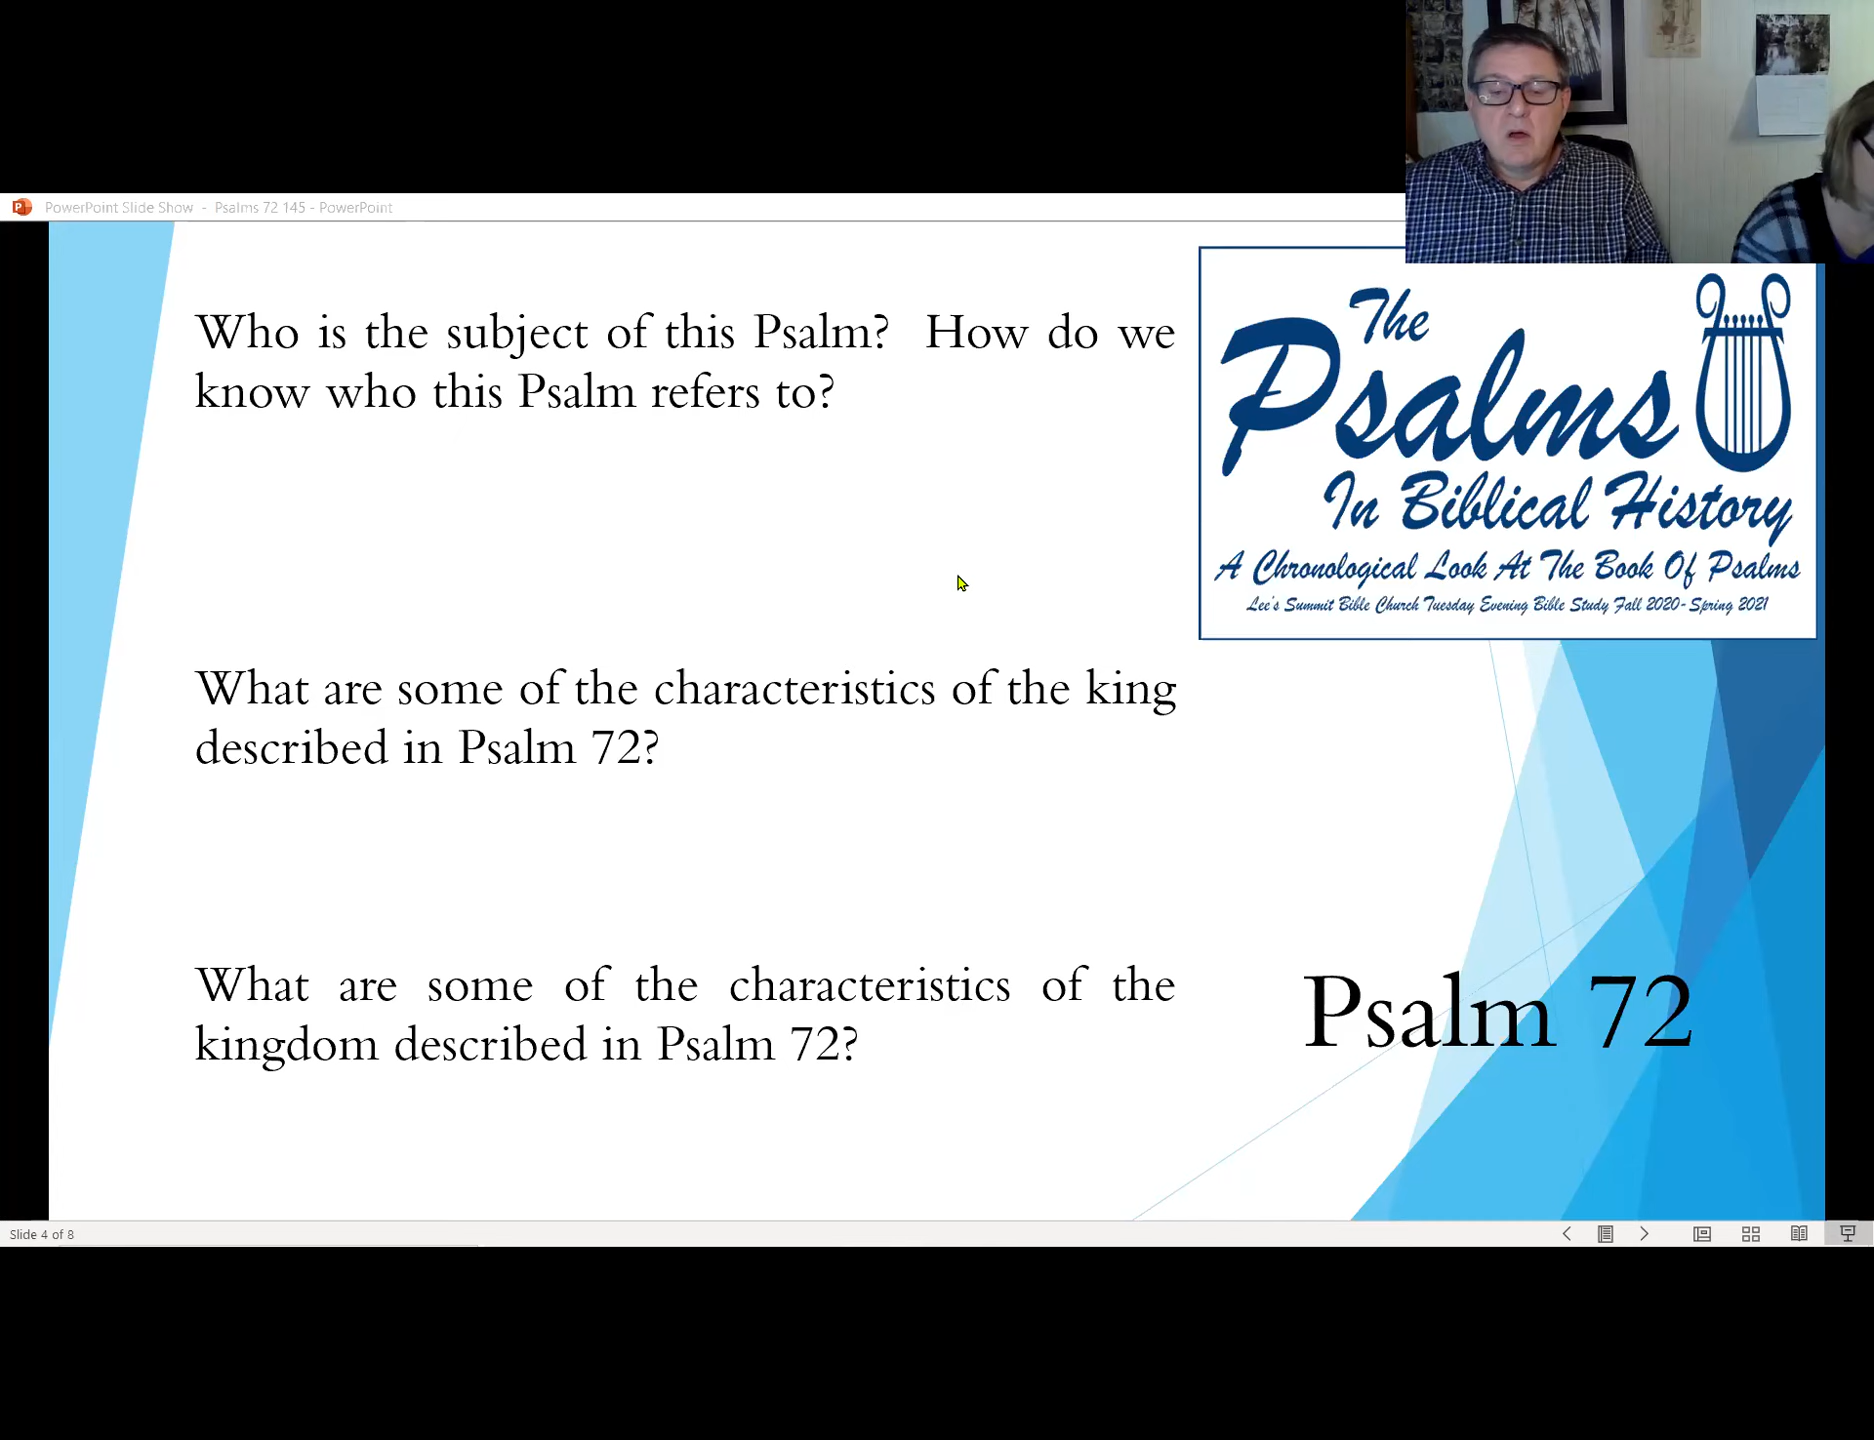 PowerPoint Slide Show - Psalms 72 145 - PowerPoint
Who is the subject of this Psalm? How do we
know who this Psalm refers to?
What are some of the characteristics of the king
described in Psalm 72?
What are some of the characteristics of the
kingdom described in Psalm 72?
The
Psalms
In Biblical History
A Chronological Look At The Book Of Psalms
Lee's Summit Bible Church Tuesday Evening Bible Study Fall 2020-Spring 2021
Psalm 72
Slide 4 of 8